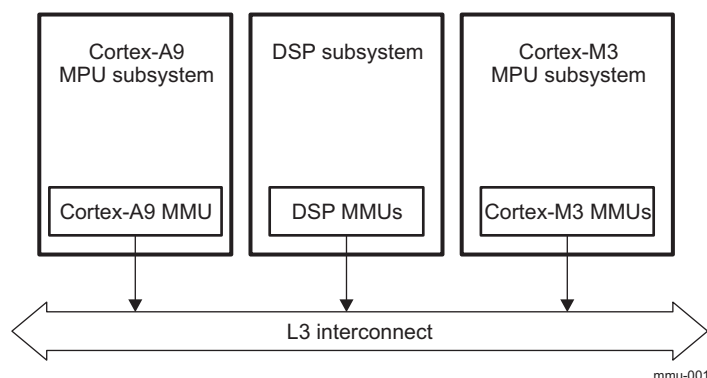 Cortex-A9
MPU subsystem
DSP subsystem
Cortex-M3
MPU subsystem
Cortex-A9 MMU
DSP MMUs
Cortex-M3 MMUs
L3 interconnect
mmu-001